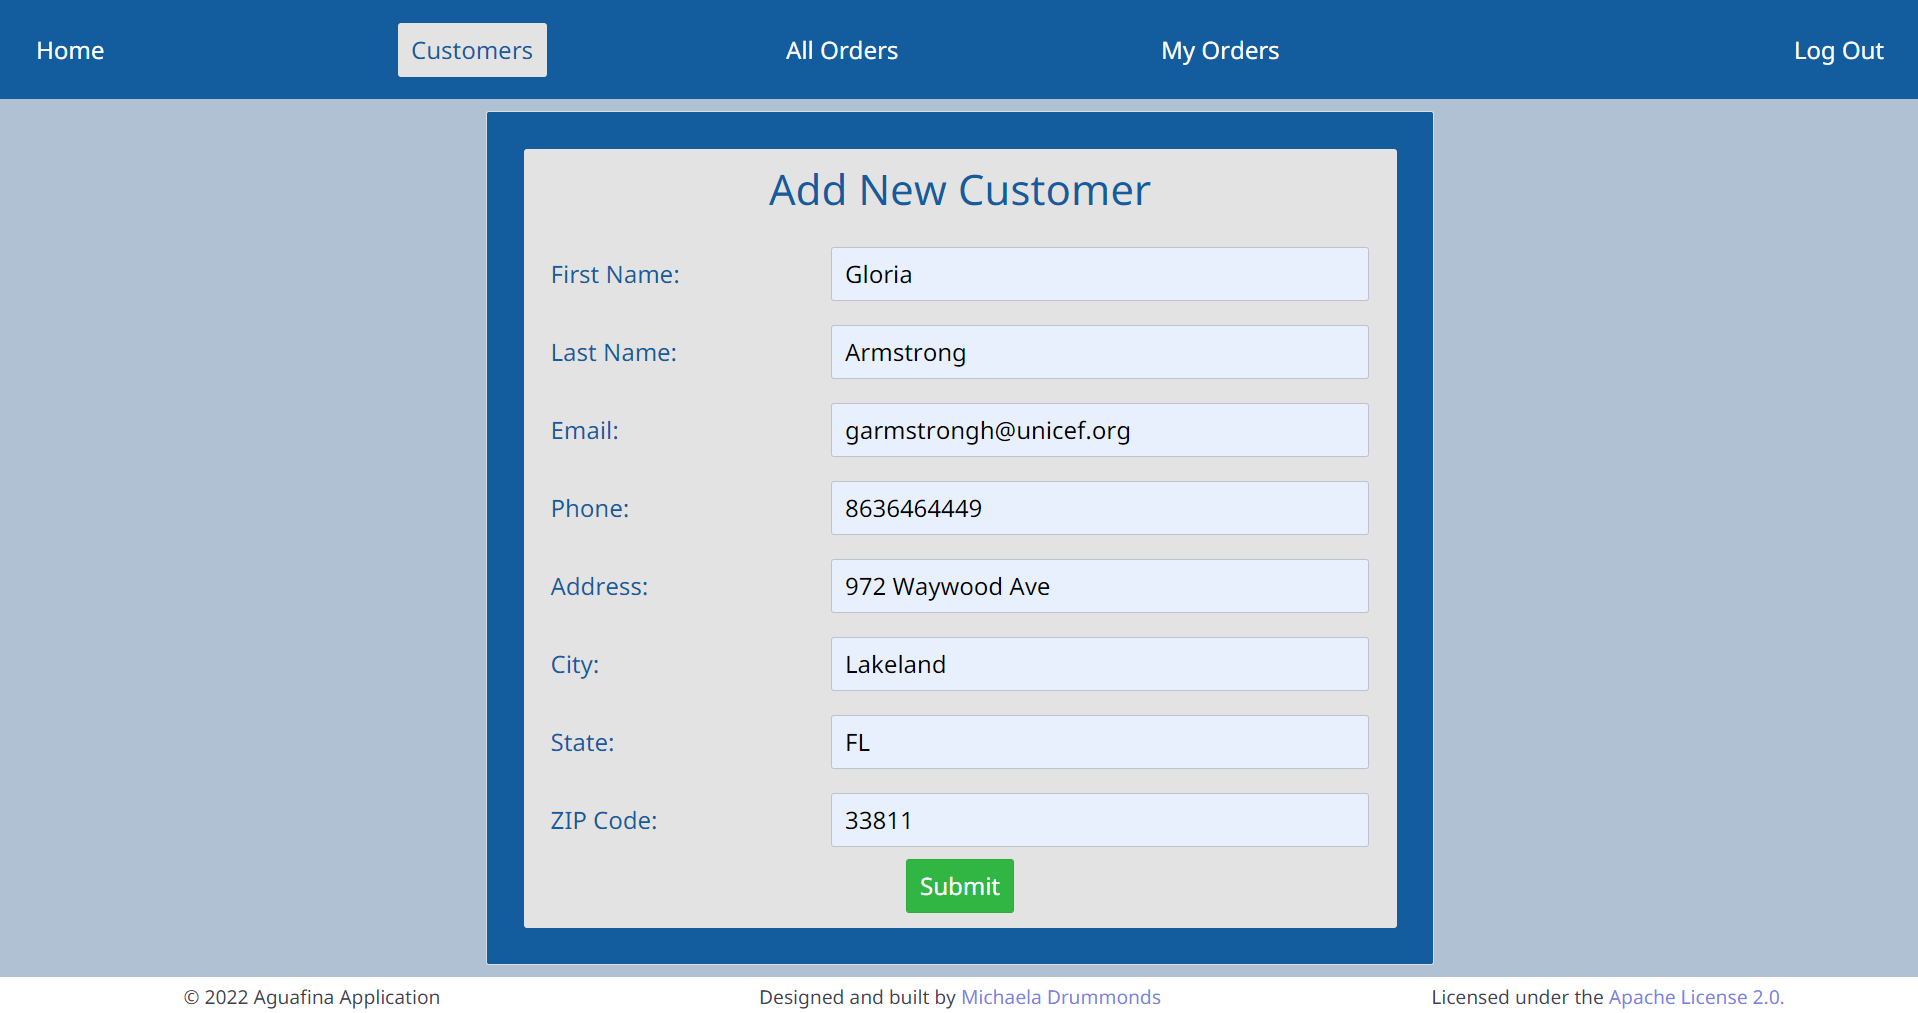 Home Customers All Orders My Orders Log Out
Add New Customer
First Name: Gloria
Last Name: Armstrong
Email: garmstrongh@unicef.org
Phone: 8636464449
Address: 972 Waywood Ave
City: Lakeland
State: FL
ZIP Code: 33811
Submit
© 2022 Aguafina Application Designed and built by Michaela Drummonds Licensed under the Apache License 2.0.